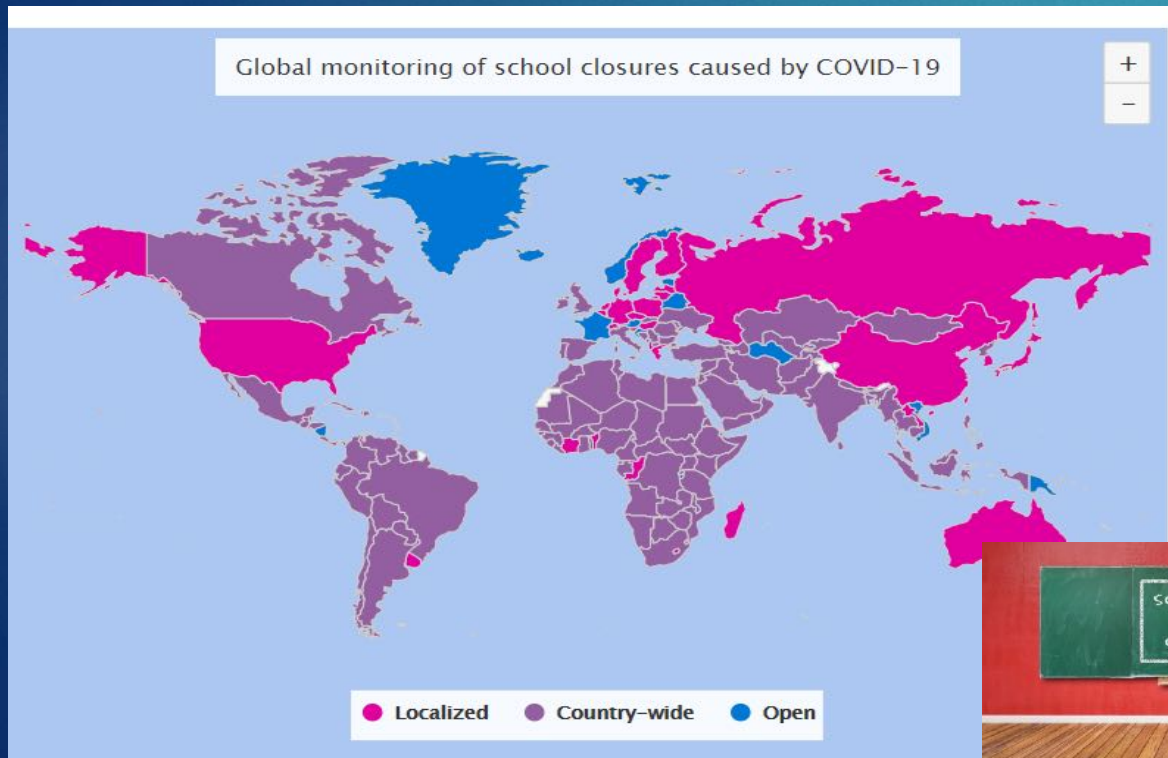 Global monitoring of school closures caused by COVID-19
+
−
Localized
Country-wide
Open